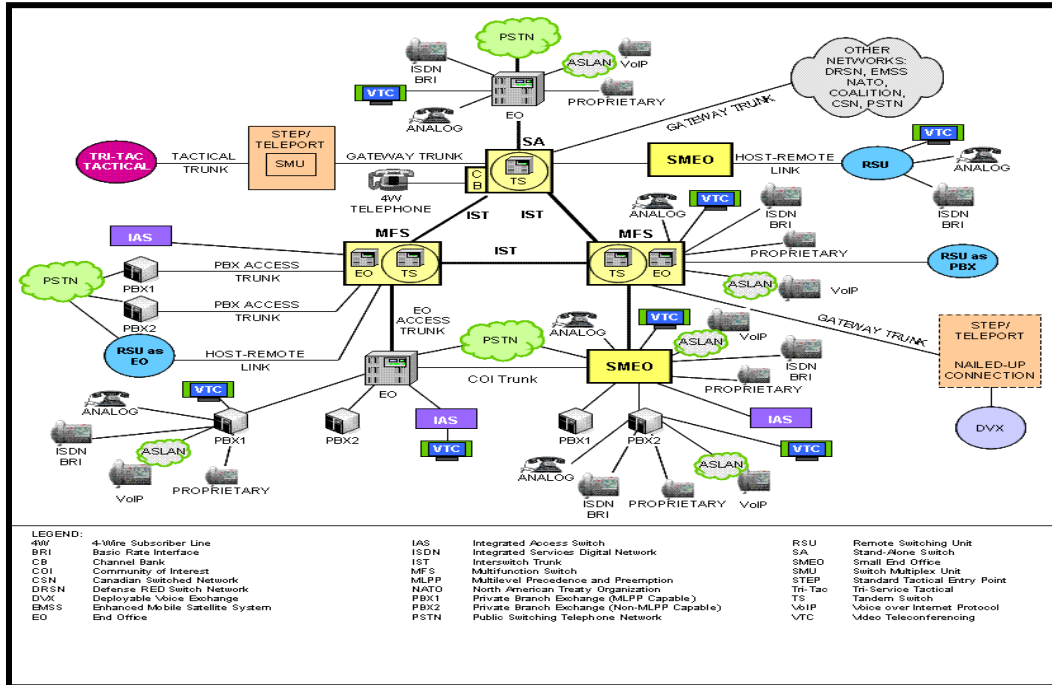 PSTN
ISDN
BRI
ASLAN
VoIP
VTC
PROPRIETARY
ANALOG
EO
OTHER
NETWORKS:
DRSN, EMSS
NATO,
COALITION,
CSN, PSTN
GATEWAY TRUNK
SA
TRI-TAC
TACTICAL
TACTICAL
TRUNK
STEP/
TELEPORT
SMU
GATEWAY TRUNK
C
B
TS
4W
TELEPHONE
SMEO
HOST-REMOTE
LINK
RSU
VTC
ANALOG
ISDN
BRI
IST
IST
IST
MFS
EO
TS
MFS
TS
EO
ANALOG
VTC
ISDN
BRI
PROPRIETARY
RSU as
PBX
ASLAN
VoIP
GATEWAY TRUNK
STEP/
TELEPORT
NAILED-UP
CONNECTION
DVX
IAS
PSTN
PBX1
PBX ACCESS
TRUNK
PBX2
PBX ACCESS
TRUNK
RSU as
EO
HOST-REMOTE
LINK
EO
ACCESS
TRUNK
EO
PSTN
COI Trunk
ANALOG
VTC
ASLAN
VoIP
SMEO
ISDN
BRI
PROPRIETARY
VTC
ANALOG
PBX1
ISDN
BRI
ASLAN
VoIP
PROPRIETARY
PBX2
IAS
VTC
PBX1
PBX2
IAS
VTC
ANALOG
ISDN
BRI
PROPRIETARY
ASLAN
VoIP
LEGEND:
4W 4-Wire Subscriber Line
BRI Basic Rate Interface
CB Channel Bank
COI Community of Interest
CSN Canadian Switched Network
DRSN Defense RED Switch Network
DVX Deployable Voice Exchange
EMSS Enhanced Mobile Satellite System
EO End Office
IAS Integrated Access Switch
ISDN Integrated Services Digital Network
IST Interswitch Trunk
MFS Multifunction Switch
MLPP Multilevel Precedence and Preemption
NATO North American Treaty Organization
PBX1 Private Branch Exchange (MLPP Capable)
PBX2 Private Branch Exchange (Non-MLPP Capable)
PSTN Public Switching Telephone Network
RSU Remote Switching Unit
SA Stand-Alone Switch
SMEO Small End Office
SMU Switch Multiplex Unit
STEP Standard Tactical Entry Point
Tri-Tac Tri-Service Tactical
TS Tandem Switch
VoIP Voice over Internet Protocol
VTC Video Teleconferencing